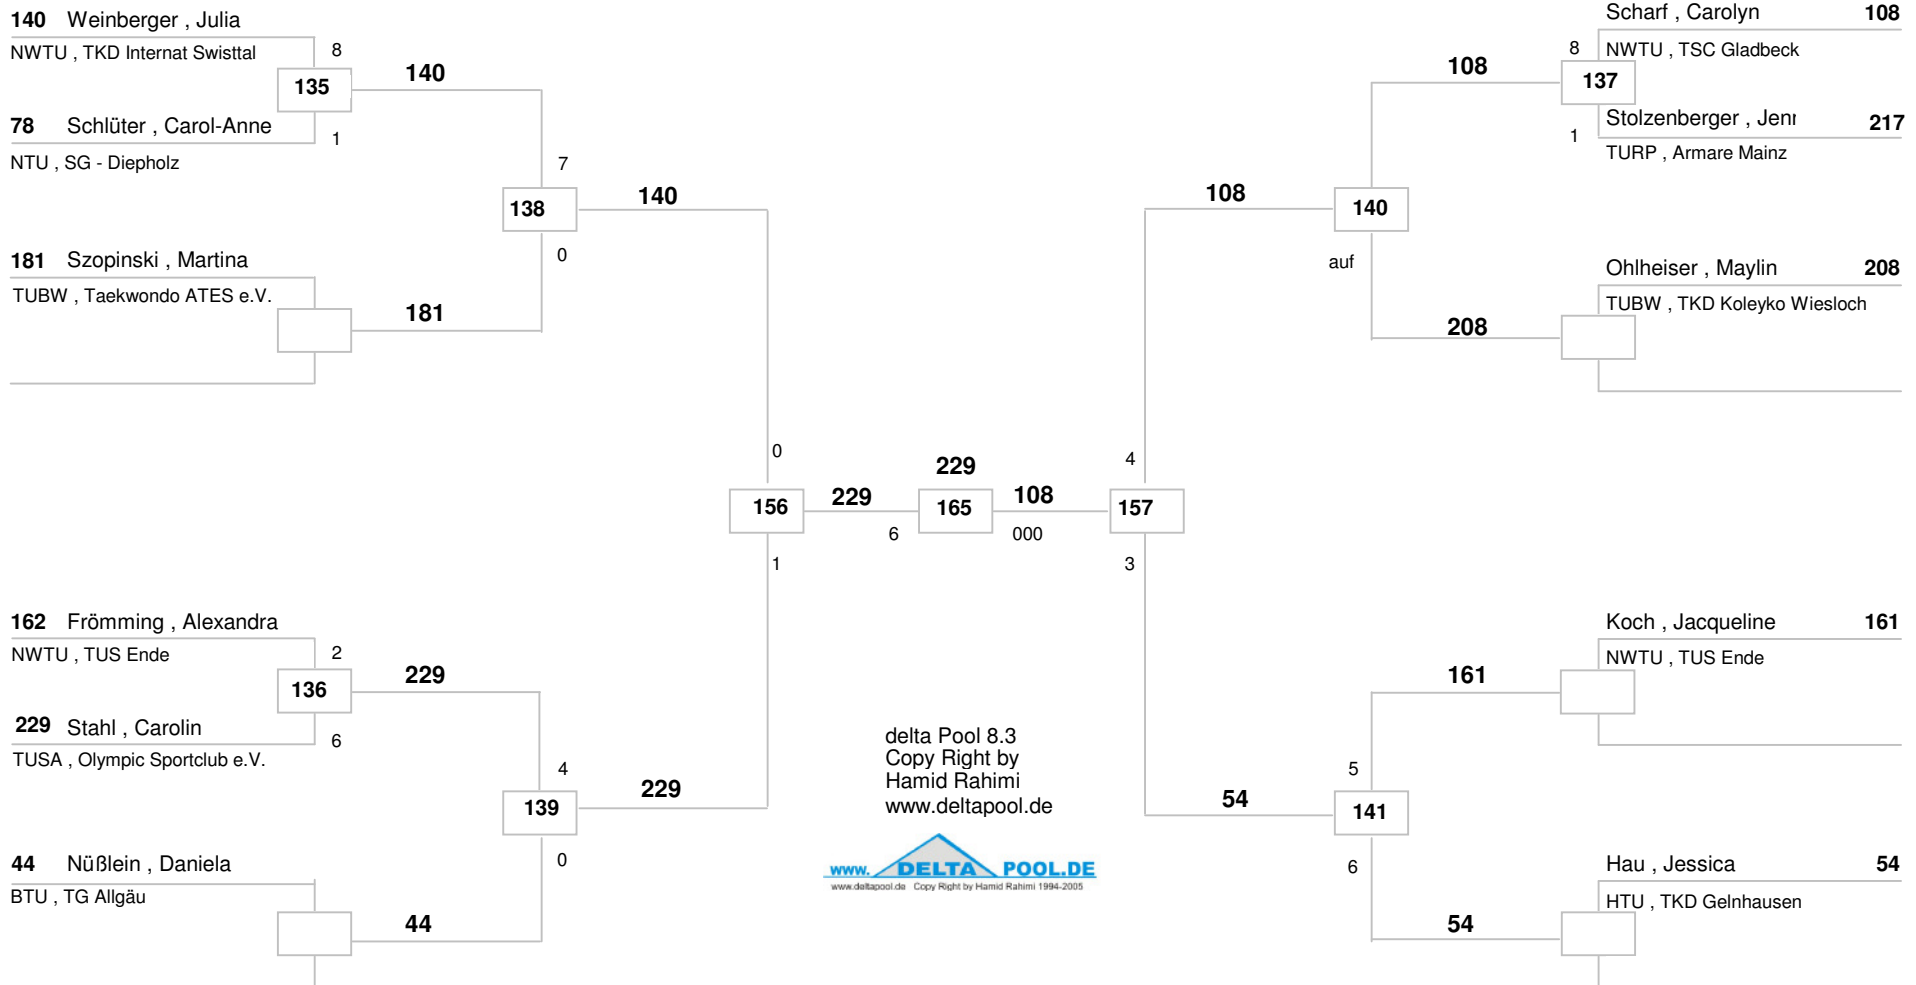 140 Weinberger , Julia
NWTU , TKD Internat Swisttal
8
135
140
78 Schlüter , Carol-Anne
1
NTU , SG - Diepholz
7
138
140
0
181 Szopinski , Martina
TUBW , Taekwondo ATES e.V.
181
0
156
229
6
1
229
165
108
000
162 Frömming , Alexandra
NWTU , TUS Ende
2
136
229
229 Stahl , Carolin
6
TUSA , Olympic Sportclub e.V.
4
139
229
0
44 Nüßlein , Daniela
BTU , TG Allgäu
44
Scharf , Carolyn 108
8
NWTU , TSC Gladbeck
108
137
1
Stolzenberger , Jenr 217
TURP , Armare Mainz
108
140
auf
Ohlheiser , Maylin 208
TUBW , TKD Koleyko Wiesloch
208
4
157
3
Koch , Jacqueline 161
NWTU , TUS Ende
161
5
54
141
6
Hau , Jessica 54
HTU , TKD Gelnhausen
54
delta Pool 8.3
Copy Right by
Hamid Rahimi
www.deltapool.de
www. DELTA POOL.DE
www.deltapool.de Copy Right by Hamid Rahimi 1994-2005